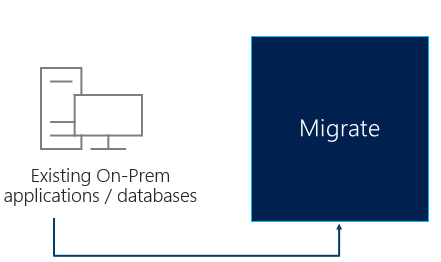 Migrate
Existing On-Prem
applications / databases